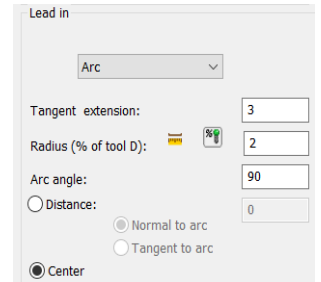 Lead in
Arc
Tangent extension: 3
Radius (% of tool D): % 2
Arc angle: 90
Distance: 0
Normal to arc
Tangent to arc
Center